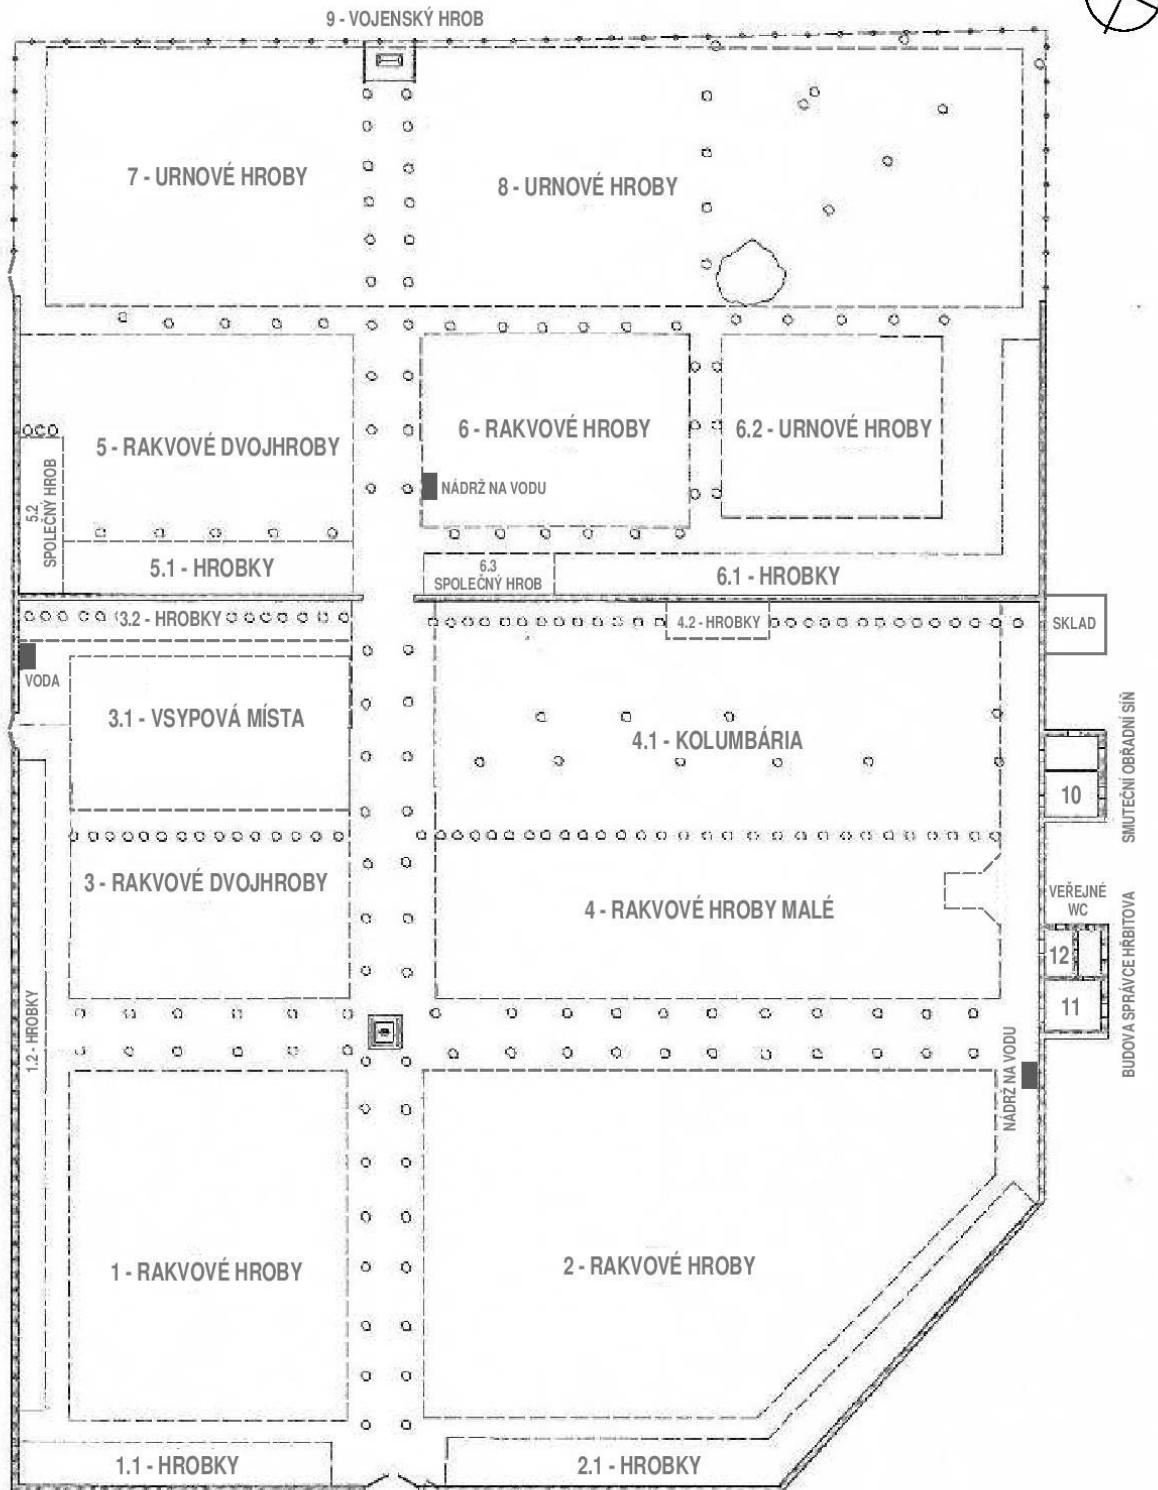 9 - VOJENSKÝ HROB
7 - URNOVÉ HROBY
8 - URNOVÉ HROBY
5 - RAKVOVÉ DVOJHROBY
6 - RAKVOVÉ HROBY
6.2 - URNOVÉ HROBY
NÁDRŽ NA VODU
5.2
SPOLEČNÝ HROB
5.1 - HROBKY
6.3
SPOLEČNÝ HROB
6.1 - HROBKY
3.2 - HROBKY
4.2 - HROBKY
SKLAD
VODA
3.1 - VSYPOVÁ MÍSTA
4.1 - KOLUMBÁRIA
10
SMUTEČNÍ OBŘADNÍ SÍŇ
3 - RAKVOVÉ DVOJHROBY
4 - RAKVOVÉ HROBY MALÉ
VEŘEJNÉ
WC
12
11
BUDOVA SPRÁVCE HŘBITOVA
1.2 - HROBKY
NÁDRŽ NA VODU
1 - RAKVOVÉ HROBY
2 - RAKVOVÉ HROBY
1.1 - HROBKY
2.1 - HROBKY